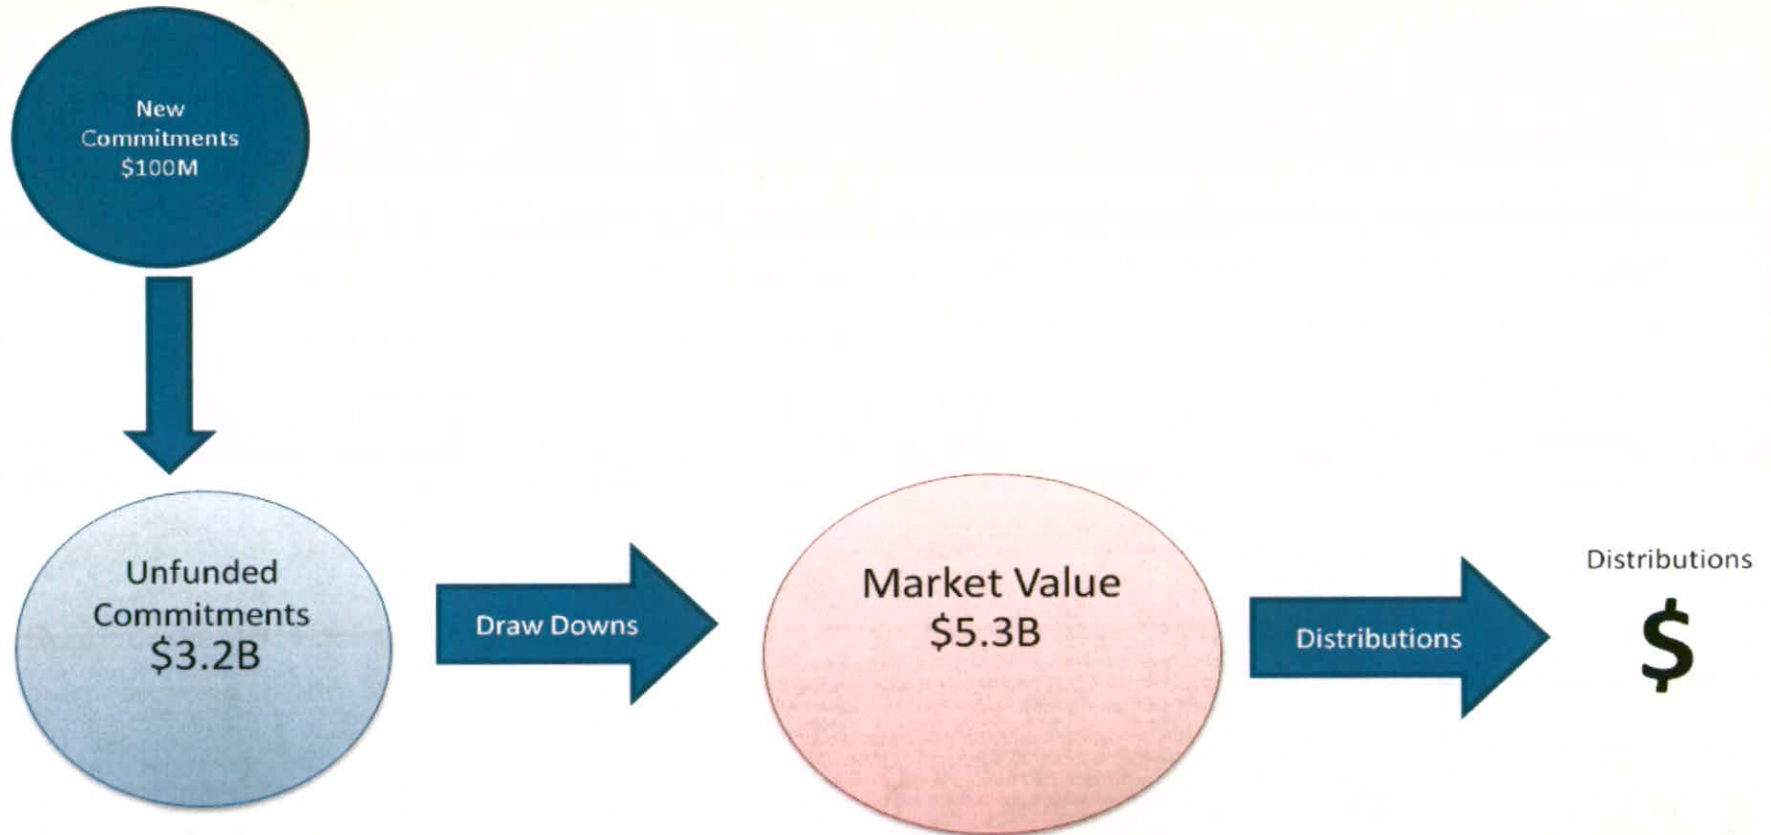 New
Commitments
$100M
Unfunded
Commitments
$3.2B
Draw Downs
Market Value
$5.3B
Distributions
Distributions
$